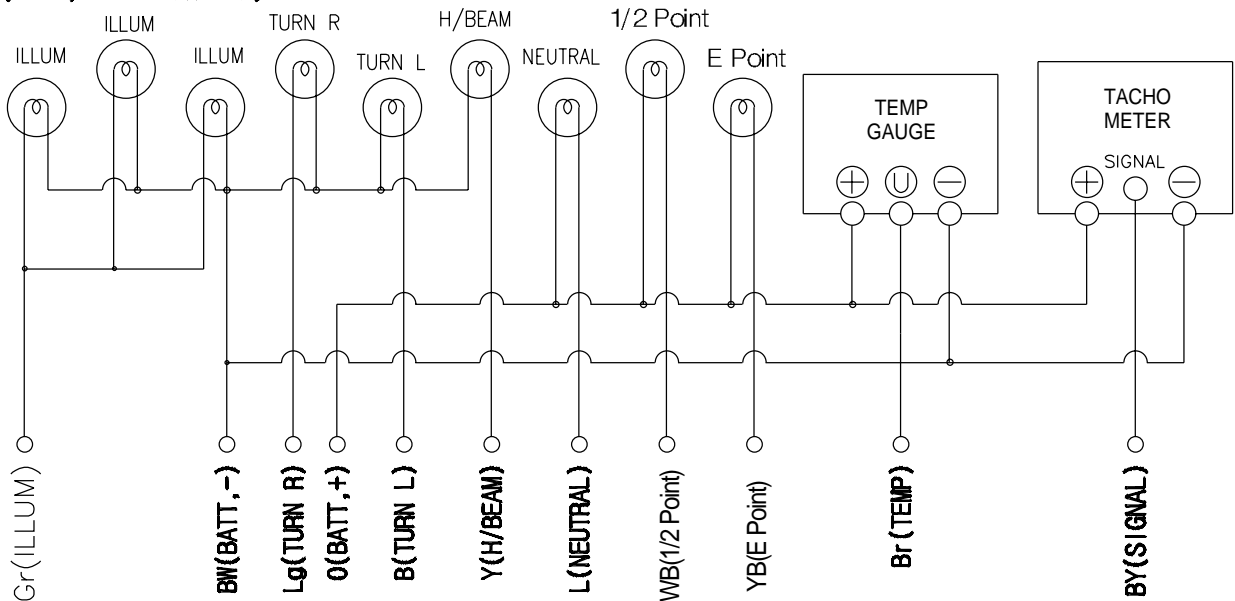 ILLUM
ILLUM
ILLUM
TURN R
TURN L
H/BEAM
NEUTRAL
1/2 Point
E Point
TEMP
GAUGE
+ U −
TACHO
METER
SIGNAL
+ −
Gr(ILLUM)
BW(BATT,-)
Lg(TURN R)
O(BATT,+)
B(TURN L)
Y(H/BEAM)
L(NEUTRAL)
WB(1/2 Point)
YB(E Point)
Br(TEMP)
BY(SIGNAL)